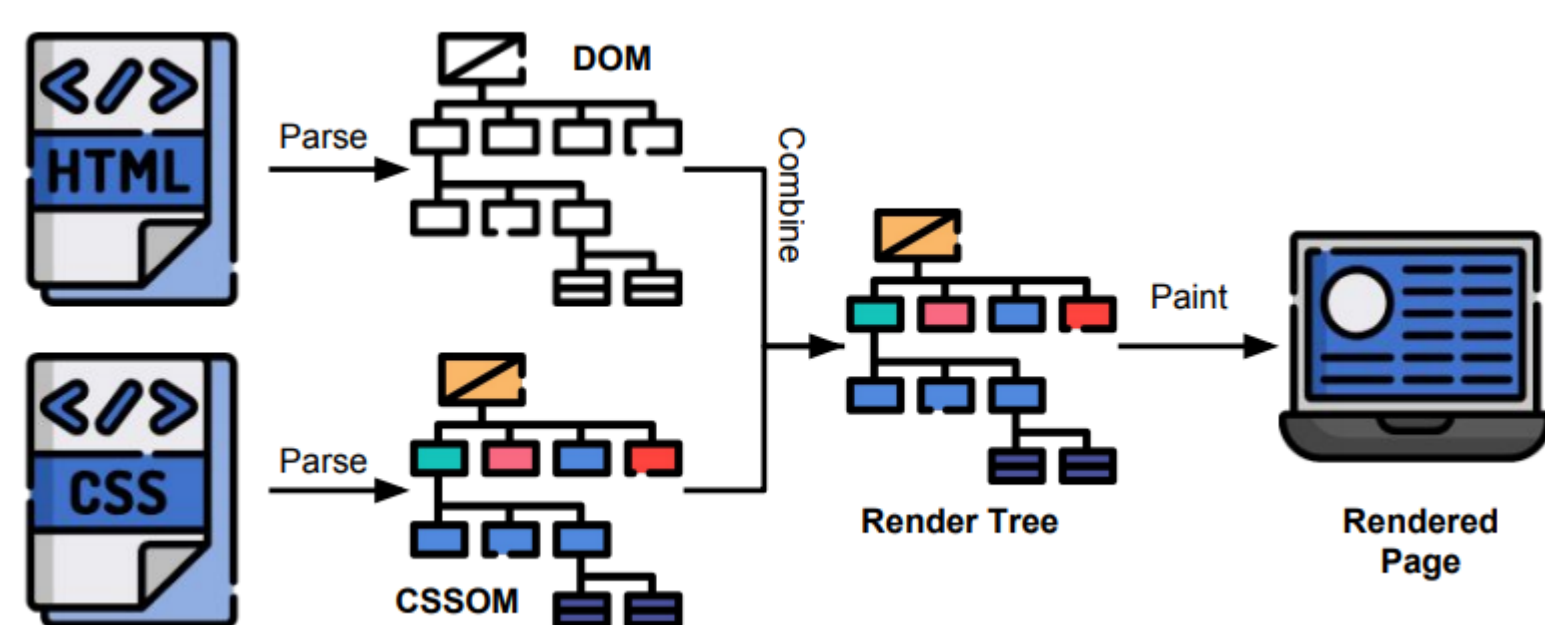 </>
HTML
Parse
DOM
Combine
</>
CSS
Parse
CSSOM
Render Tree
Paint
Rendered
Page